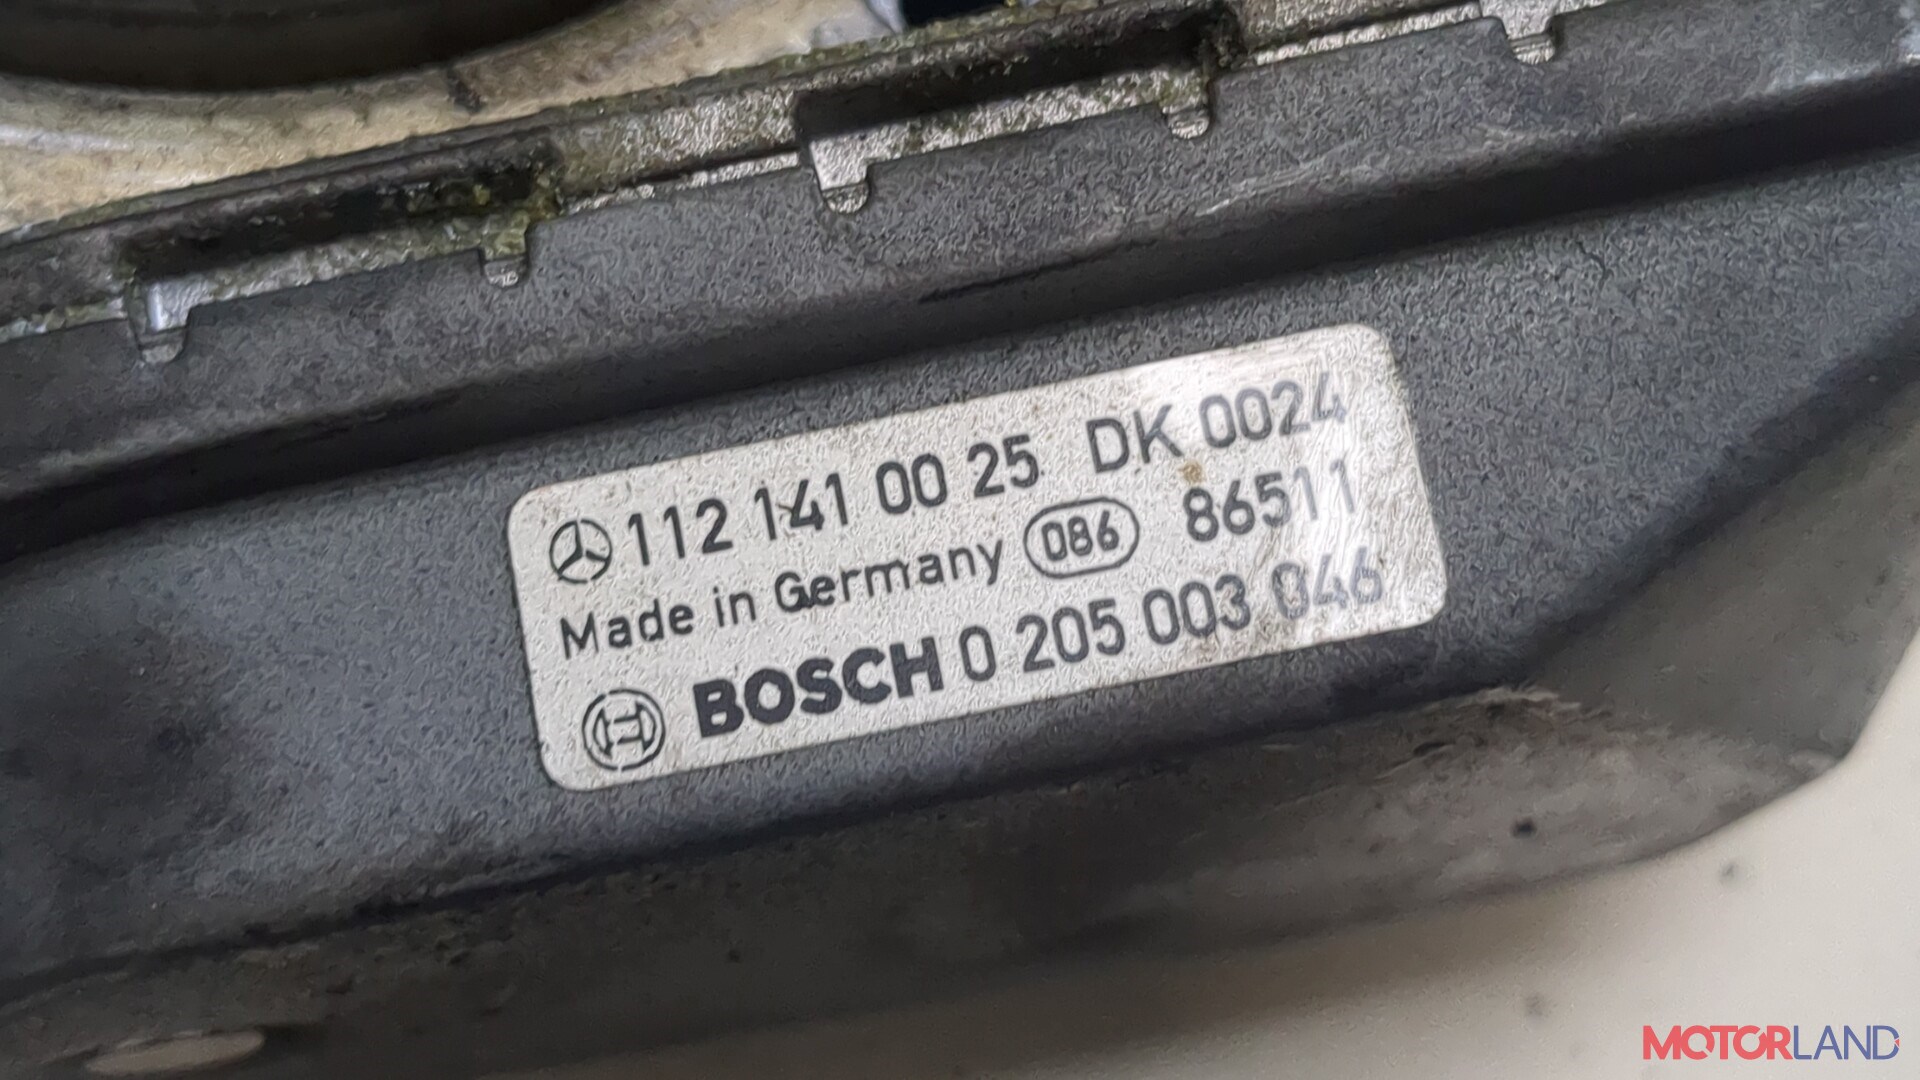 112 141 00 25 DK 0024
Made in Germany 086 86511
BOSCH 0 205 003 046
MOTORLAND